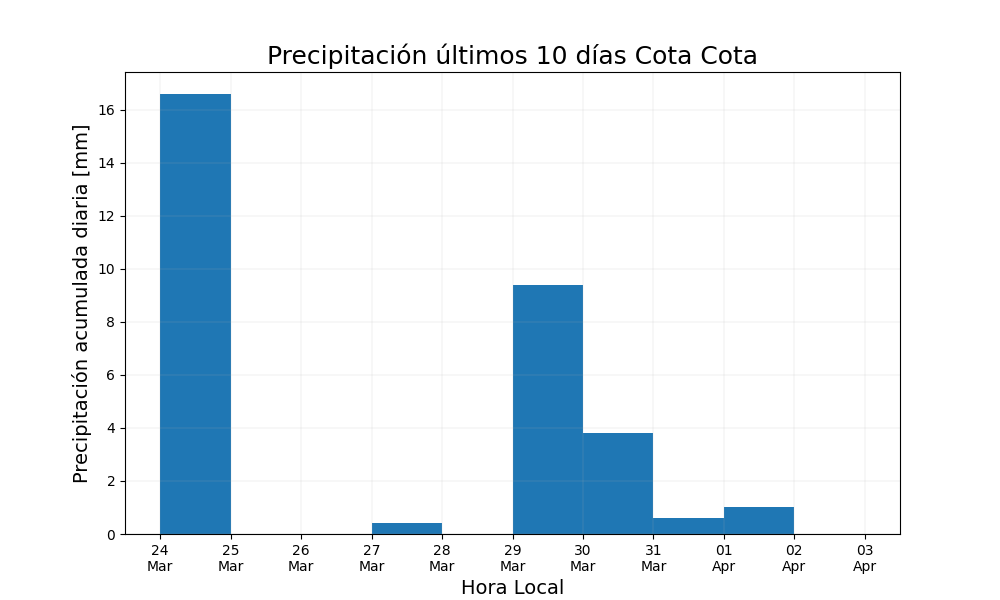 Precipitación últimos 10 días Cota Cota
Precipitación acumulada diaria [mm]
16
14
12
10
8
6
4
2
0
24 25 26 27 28 29 30 31 01 02 03
Mar Mar Mar Mar Mar Mar Mar Mar Apr Apr Apr
Hora Local